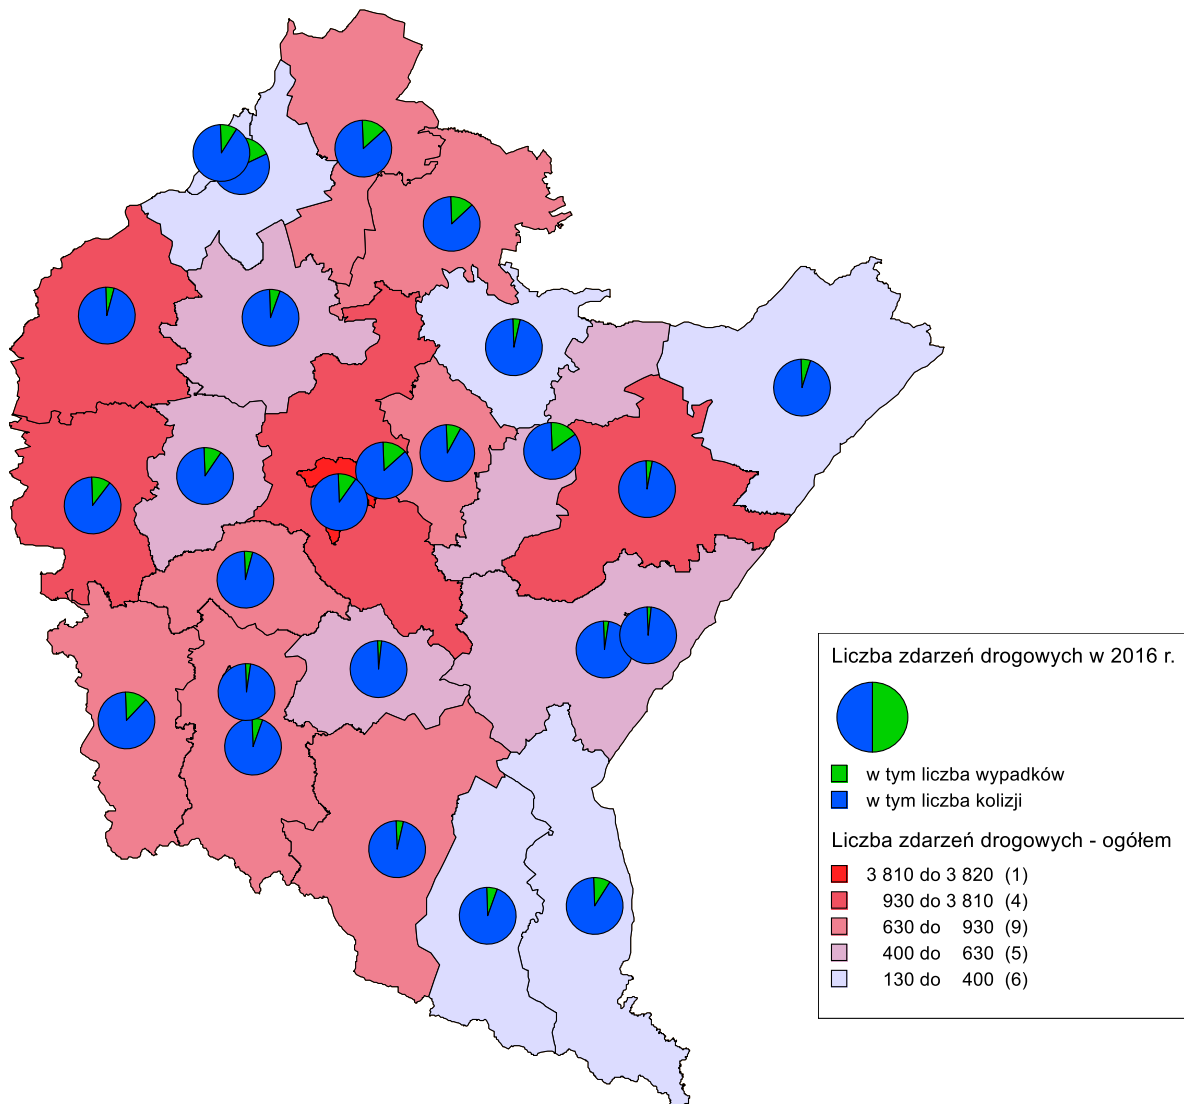 Liczba zdarzeń drogowych w 2016 r.
w tym liczba wypadków
w tym liczba kolizji
Liczba zdarzeń drogowych - ogółem
3 810 do 3 820 (1)
930 do 3 810 (4)
630 do 930 (9)
400 do 630 (5)
130 do 400 (6)